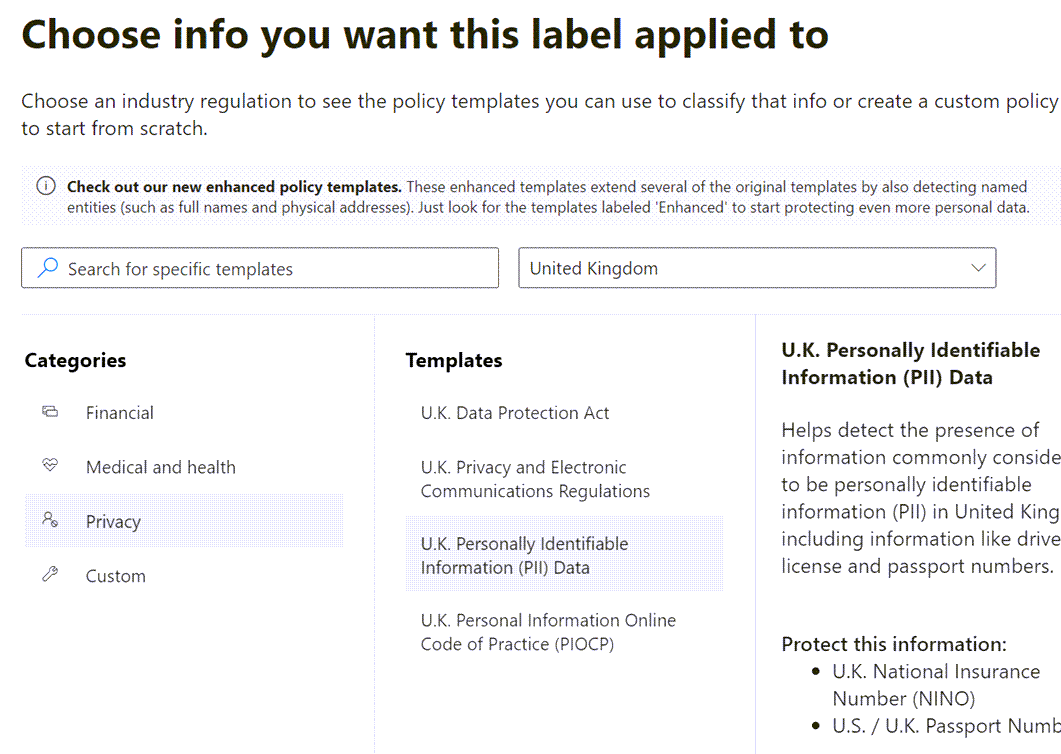 Choose info you want this label applied to
Choose an industry regulation to see the policy templates you can use to classify that info or create a custom policy
to start from scratch.
Check out our new enhanced policy templates. These enhanced templates extend several of the original templates by also detecting named
entities (such as full names and physical addresses). Just look for the templates labeled 'Enhanced' to start protecting even more personal data.
Search for specific templates
United Kingdom
Categories
Financial
Medical and health
Privacy
Custom
Templates
U.K. Data Protection Act
U.K. Privacy and Electronic
Communications Regulations
U.K. Personally Identifiable
Information (PII) Data
U.K. Personal Information Online
Code of Practice (PIOCP)
U.K. Personally Identifiable
Information (PII) Data
Helps detect the presence of
information commonly conside
to be personally identifiable
information (PII) in United King
including information like drive
license and passport numbers.
Protect this information:
U.K. National Insurance
Number (NINO)
U.S. / U.K. Passport Numb